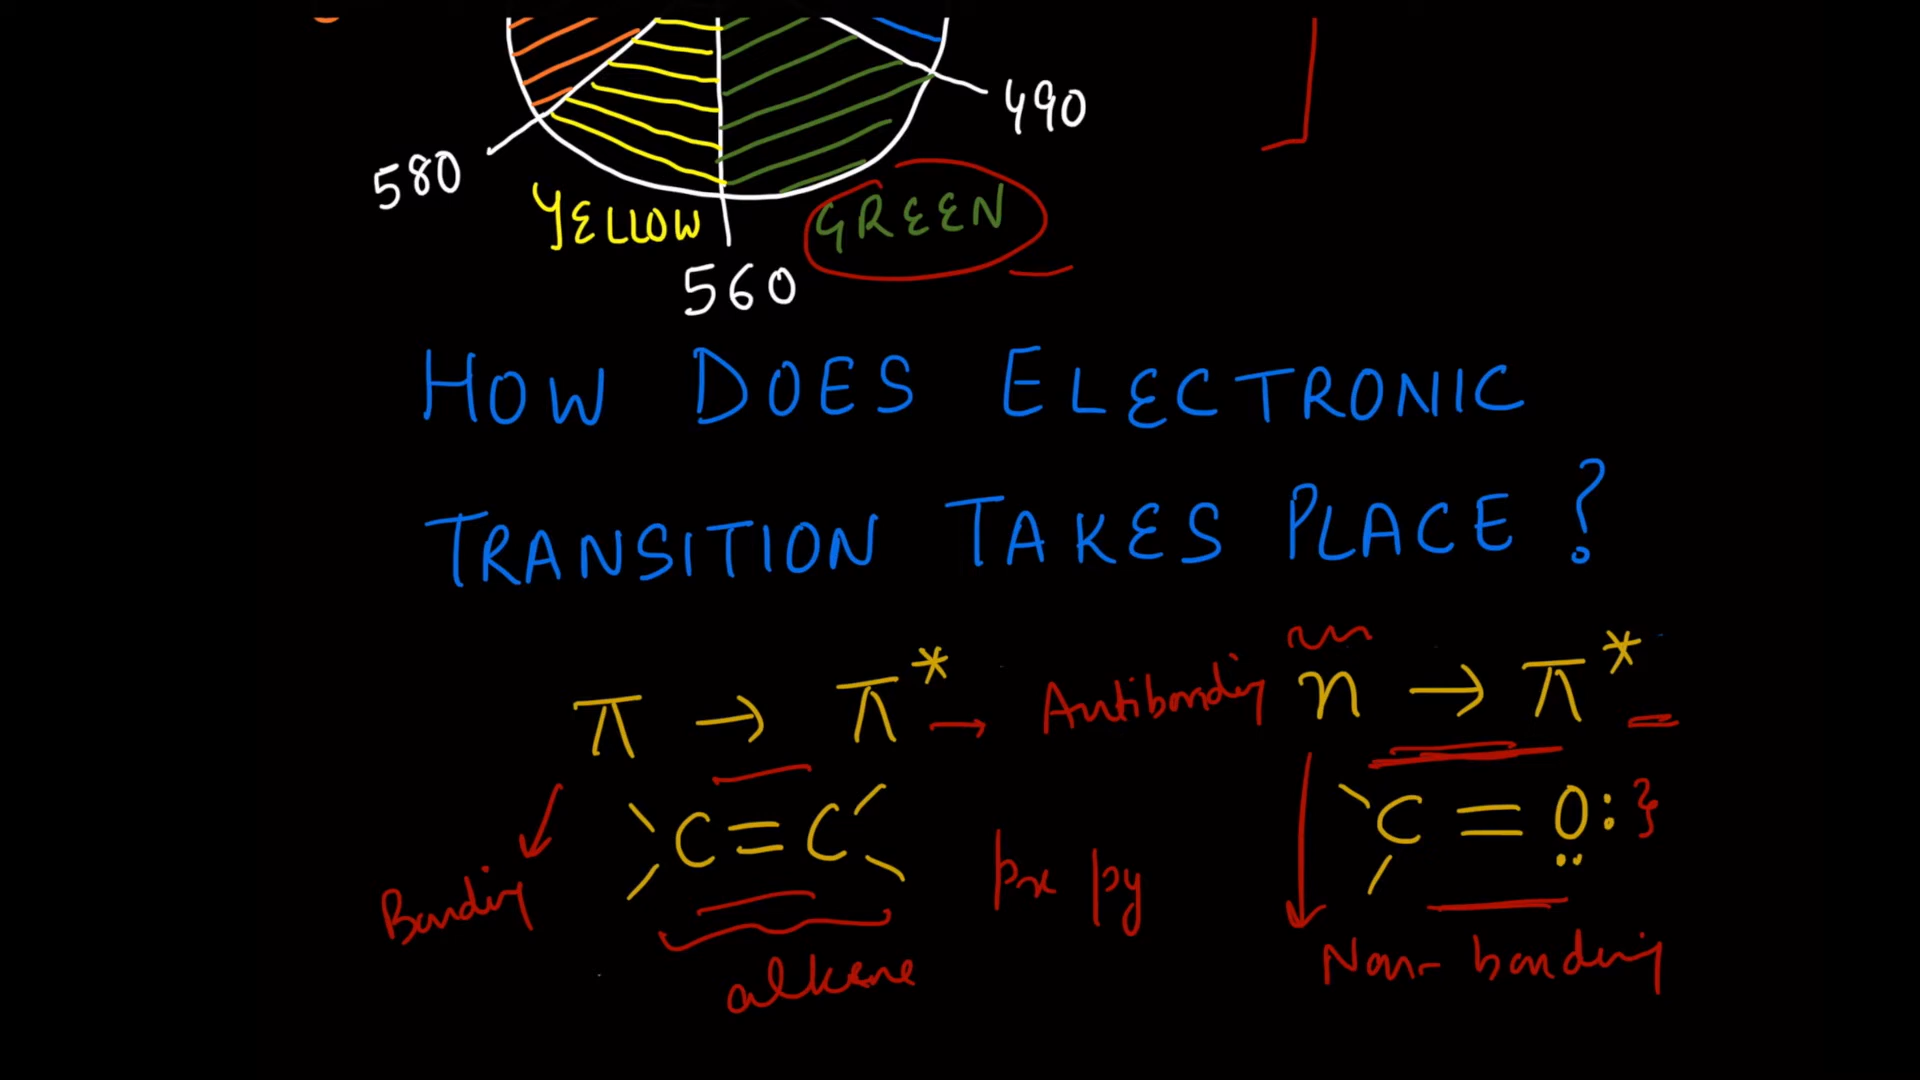 490
580
YELLOW
GREEN
560
HOW DOES ELECTRONIC
TRANSITION TAKES PLACE ?
π → π* → Antibonding n → π*
C = C
C = O:
Bonding
px py
alkene
Non-bonding